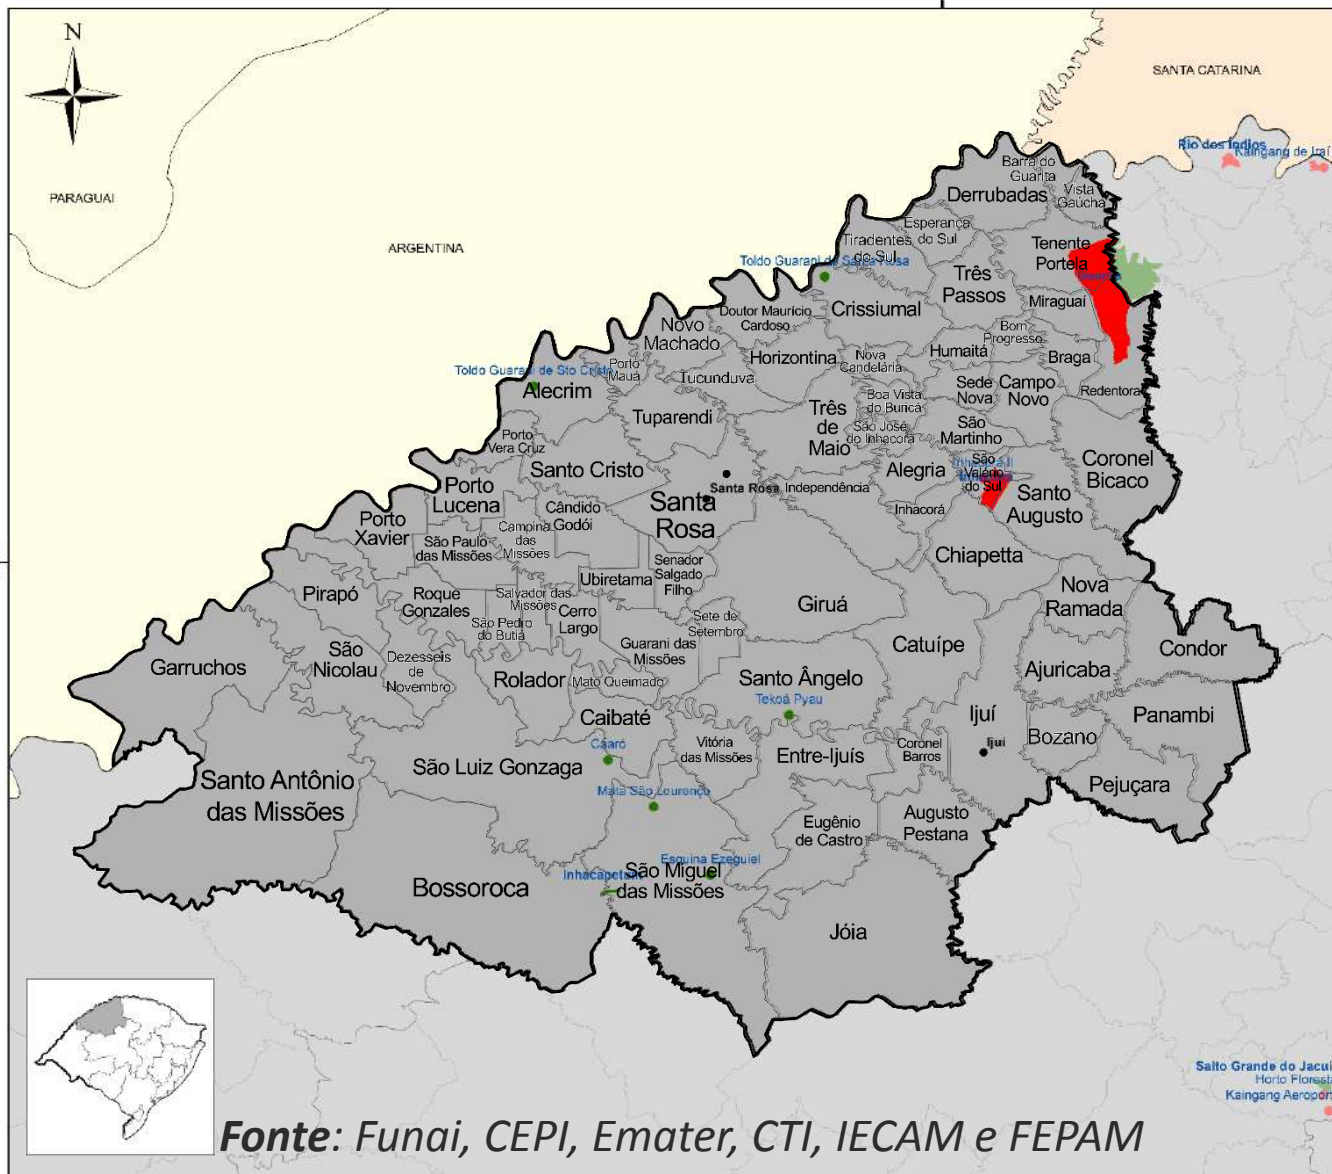 N
SANTA CATARINA
PARAGUAI
ARGENTINA
Rio dos Índios
Kaingang de Iraí
Barra do
Guarita
Derrubadas
Vista
Gaúcha
Esperança
do Sul
Tiradentes
do Sul
Tenente
Portela
Toldo Guarani de Santa Rosa
Três
Passos
Miraguaí
Crissiumal
Doutor Maurício
Cardoso
Novo
Machado
Bom
Progresso
Humaitá
Braga
Horizontina
Nova
Candelária
Porto
Mauá
Toldo Guarani de Sto Cristo
Tucunduva
Alecrim
Sede
Nova
Campo
Novo
Redentora
Boa Vista
do Buricá
Três
de
Maio
Tuparendi
São José
do Inhacorá
São
Martinho
Porto
Vera Cruz
Santo Cristo
Alegria
São
Valério
do Sul
Coronel
Bicaco
Santa Rosa
Independência
Porto
Lucena
Santa
Rosa
Santo
Augusto
Cândido
Godói
Inhacorá
Porto
Xavier
Campina
das
Missões
São Paulo
das Missões
Chiapetta
Senador
Salgado
Filho
Ubiretama
Nova
Ramada
Pirapó
Roque
Gonzales
Salvador das
Missões
Cerro
Largo
Giruá
São Pedro
do Butiá
Sete de
Setembro
Guarani das
Missões
Catuípe
Condor
São
Nicolau
Garruchos
Dezesseis
de
Novembro
Ajuricaba
Rolador
Mato Queimado
Santo Ângelo
Tekoá Pyau
Caibaté
Ijuí
Ijui
Panambi
Bozano
Vitória
das Missões
Entre-Ijuís
Coronel
Barros
Caaró
São Luiz Gonzaga
Santo Antônio
das Missões
Pejuçara
Mata São Lourenço
Eugênio
de Castro
Augusto
Pestana
Esquina Ezeguiel
São Miguel
das Missões
Inhacapetum
Bossoroca
Jóia
Salto Grande do Jacuí
Horto Floresta
Kaingang Aeroport
Fonte: Funai, CEPI, Emater, CTI, IECAM e FEPAM